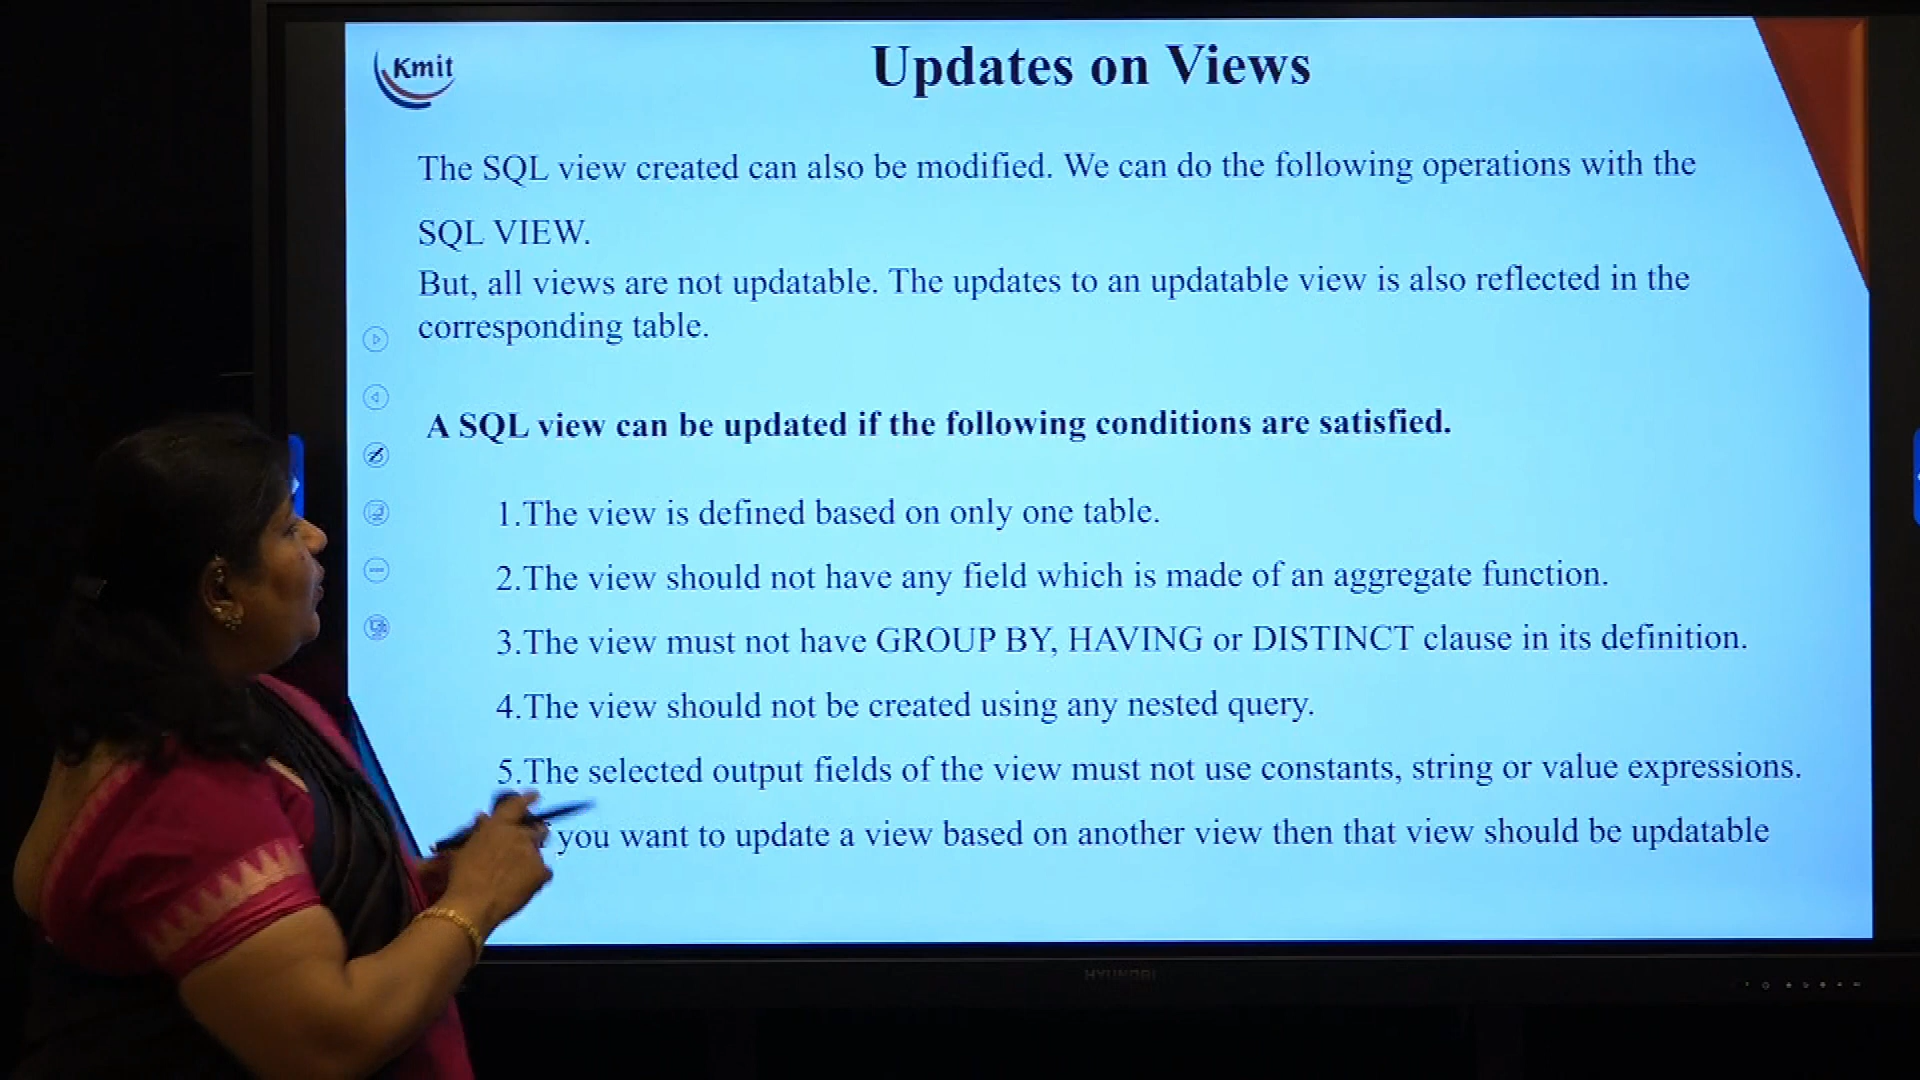 Kmit
Updates on Views
The SQL view created can also be modified. We can do the following operations with the
SQL VIEW.
But, all views are not updatable. The updates to an updatable view is also reflected in the
corresponding table.
A SQL view can be updated if the following conditions are satisfied.
1.The view is defined based on only one table.
2.The view should not have any field which is made of an aggregate function.
3.The view must not have GROUP BY, HAVING or DISTINCT clause in its definition.
4.The view should not be created using any nested query.
5.The selected output fields of the view must not use constants, string or value expressions.
you want to update a view based on another view then that view should be updatable
HYUNDAI